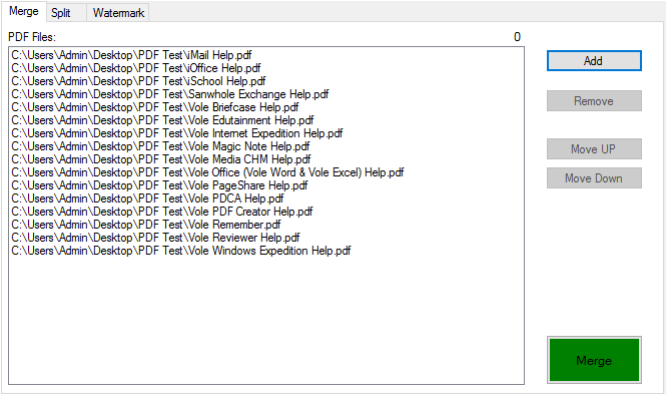 Merge Split Watermark
PDF Files: 0
C:\Users\Admin\Desktop\PDF Test\iMail Help.pdf
C:\Users\Admin\Desktop\PDF Test\iOffice Help.pdf
C:\Users\Admin\Desktop\PDF Test\iSchool Help.pdf
C:\Users\Admin\Desktop\PDF Test\Sanwhole Exchange Help.pdf
C:\Users\Admin\Desktop\PDF Test\Vole Briefcase Help.pdf
C:\Users\Admin\Desktop\PDF Test\Vole Edutainment Help.pdf
C:\Users\Admin\Desktop\PDF Test\Vole Internet Expedition Help.pdf
C:\Users\Admin\Desktop\PDF Test\Vole Magic Note Help.pdf
C:\Users\Admin\Desktop\PDF Test\Vole Media CHM Help.pdf
C:\Users\Admin\Desktop\PDF Test\Vole Office (Vole Word & Vole Excel) Help.pdf
C:\Users\Admin\Desktop\PDF Test\Vole PageShare Help.pdf
C:\Users\Admin\Desktop\PDF Test\Vole PDCA Help.pdf
C:\Users\Admin\Desktop\PDF Test\Vole PDF Creator Help.pdf
C:\Users\Admin\Desktop\PDF Test\Vole Remember.pdf
C:\Users\Admin\Desktop\PDF Test\Vole Reviewer Help.pdf
C:\Users\Admin\Desktop\PDF Test\Vole Windows Expedition Help.pdf
Add
Remove
Move UP
Move Down
Merge